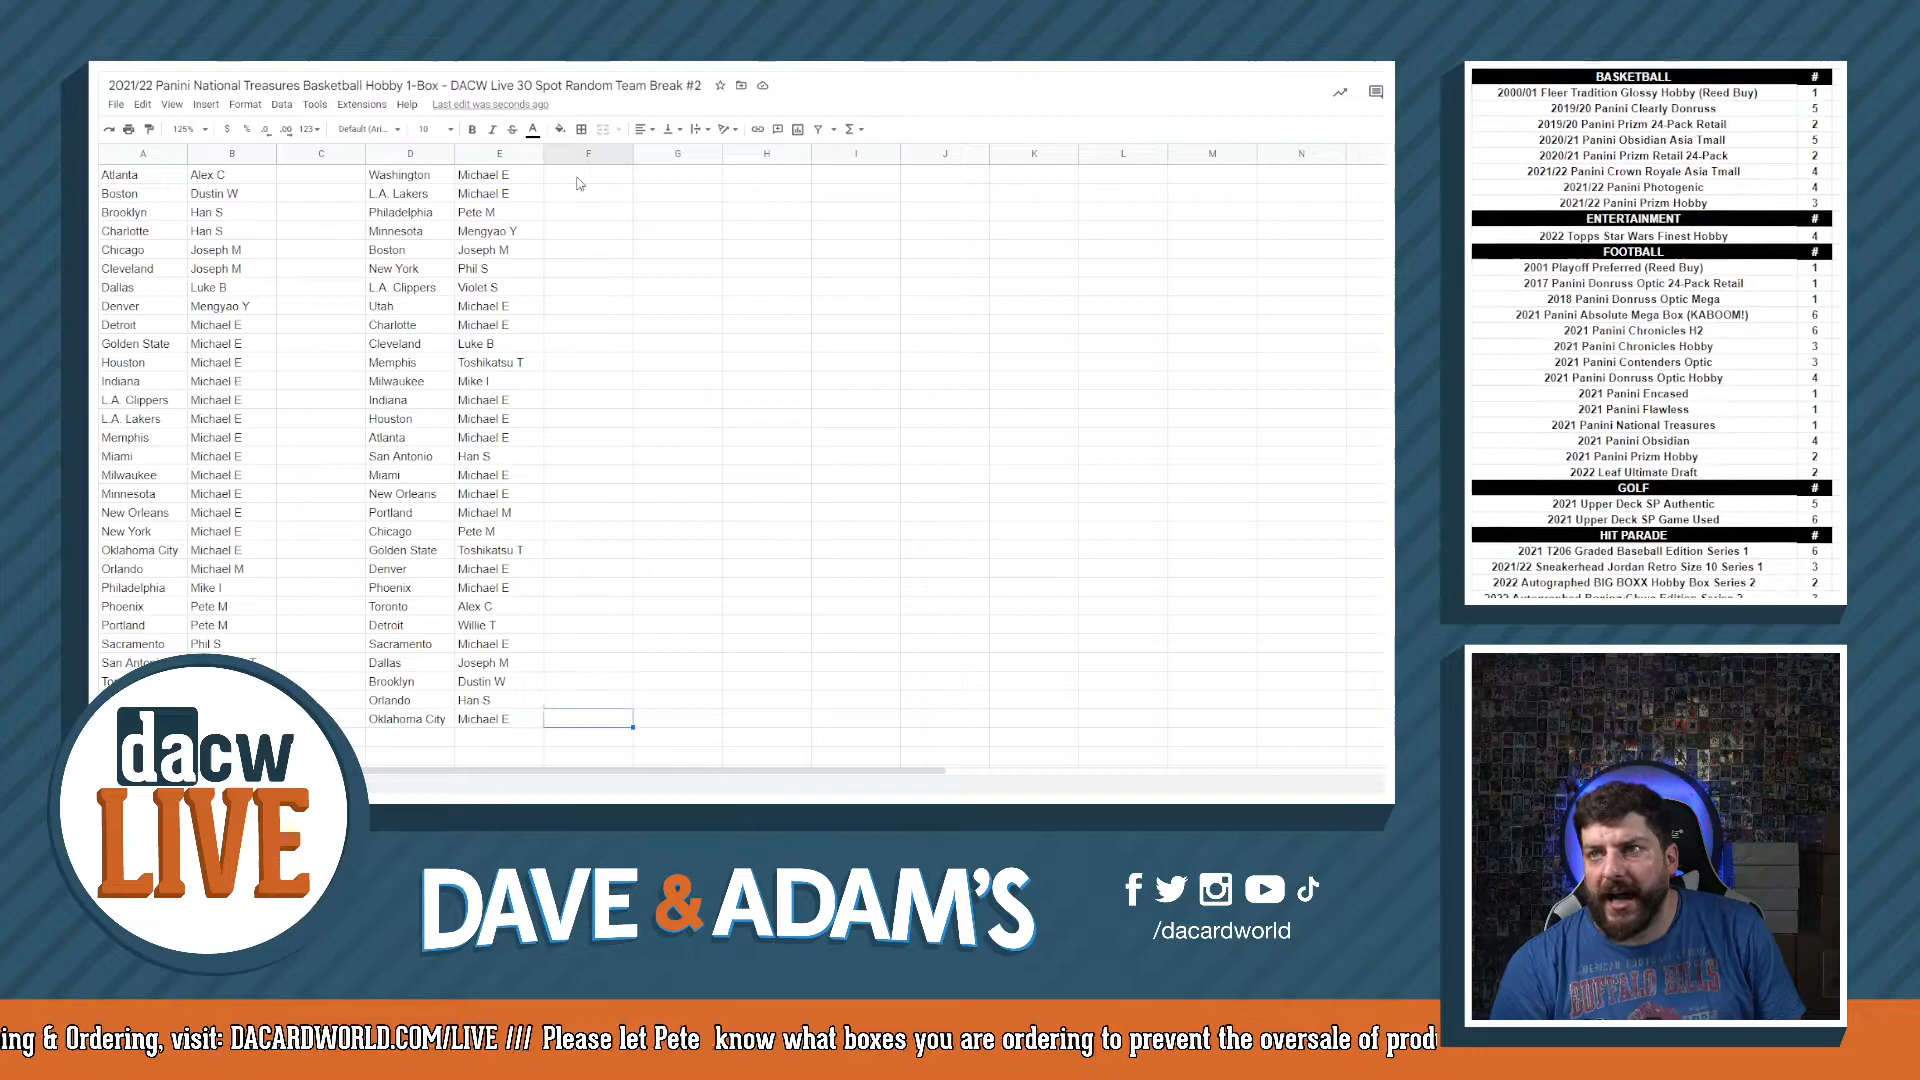 2021/22 Panini National Treasures Basketball Hobby 1-Box - DACW Live 30 Spot Random Team Break #2
File Edit View Insert Format Data Tools Extensions Help Last edit was seconds ago
125% $ % .0 .00 123 Default (Ari... 10 B I S A
A B C D E F G H I J K L M N
Atlanta Alex C Washington Michael E
Boston Dustin W L.A. Lakers Michael E
Brooklyn Han S Philadelphia Pete M
Charlotte Han S Minnesota Mengyao Y
Chicago Joseph M Boston Joseph M
Cleveland Joseph M New York Phil S
Dallas Luke B L.A. Clippers Violet S
Denver Mengyao Y Utah Michael E
Detroit Michael E Charlotte Michael E
Golden State Michael E Cleveland Luke B
Houston Michael E Memphis Toshikatsu T
Indiana Michael E Milwaukee Mike I
L.A. Clippers Michael E Indiana Michael E
L.A. Lakers Michael E Houston Michael E
Memphis Michael E Atlanta Michael E
Miami Michael E San Antonio Han S
Milwaukee Michael E Miami Michael E
Minnesota Michael E New Orleans Michael E
New Orleans Michael E Portland Michael M
New York Michael E Chicago Pete M
Oklahoma City Michael E Golden State Toshikatsu T
Orlando Michael M Denver Michael E
Philadelphia Mike I Phoenix Michael E
Phoenix Pete M Toronto Alex C
Portland Pete M Detroit Willie T
Sacramento Phil S Sacramento Michael E
San Anto Dallas Joseph M
To Brooklyn Dustin W
Orlando Han S
Oklahoma City Michael E
BASKETBALL #
2000/01 Fleer Tradition Glossy Hobby (Reed Buy) 1
2019/20 Panini Clearly Donruss 5
2019/20 Panini Prizm 24-Pack Retail 2
2020/21 Panini Obsidian Asia Tmall 5
2020/21 Panini Prizm Retail 24-Pack 2
2021/22 Panini Crown Royale Asia Tmall 4
2021/22 Panini Photogenic 4
2021/22 Panini Prizm Hobby 3
ENTERTAINMENT #
2022 Topps Star Wars Finest Hobby 4
FOOTBALL #
2001 Playoff Preferred (Reed Buy) 1
2017 Panini Donruss Optic 24-Pack Retail 1
2018 Panini Donruss Optic Mega 1
2021 Panini Absolute Mega Box (KABOOM!) 6
2021 Panini Chronicles H2 6
2021 Panini Chronicles Hobby 3
2021 Panini Contenders Optic 3
2021 Panini Donruss Optic Hobby 4
2021 Panini Encased 1
2021 Panini Flawless 1
2021 Panini National Treasures 1
2021 Panini Obsidian 4
2021 Panini Prizm Hobby 2
2022 Leaf Ultimate Draft 2
GOLF #
2021 Upper Deck SP Authentic 5
2021 Upper Deck SP Game Used 6
HIT PARADE #
2021 T206 Graded Baseball Edition Series 1 6
2021/22 Sneakerhead Jordan Retro Size 10 Series 1 3
2022 Autographed BIG BOXX Hobby Box Series 2 2
dacw
LIVE
DAVE & ADAM'S
/dacardworld
BUFFALO BILLS
ing & Ordering, visit: DACARDWORLD.COM/LIVE /// Please let Pete know what boxes you are ordering to prevent the oversale of prod